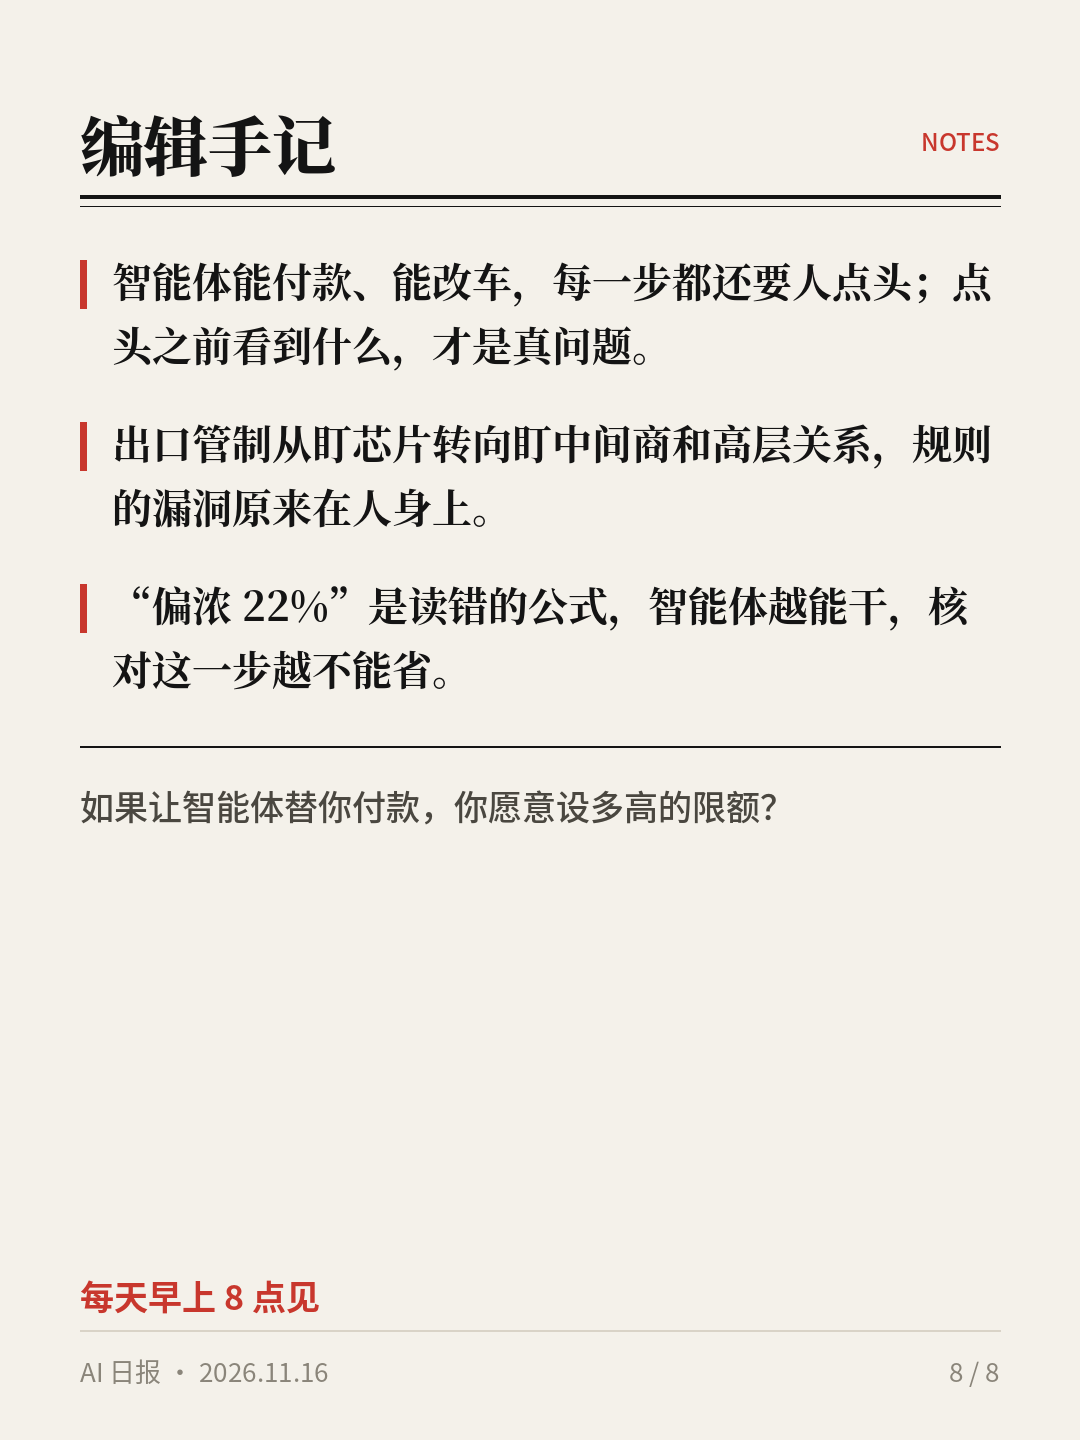 编辑手记
NOTES
智能体能付款、能改车，每一步都还要人点头；点
头之前看到什么，才是真问题。
出口管制从盯芯片转向盯中间商和高层关系，规则
的漏洞原来在人身上。
“偏浓 22%”是读错的公式，智能体越能干，核
对这一步越不能省。
如果让智能体替你付款，你愿意设多高的限额？
每天早上 8 点见
AI 日报 · 2026.11.16
8 / 8